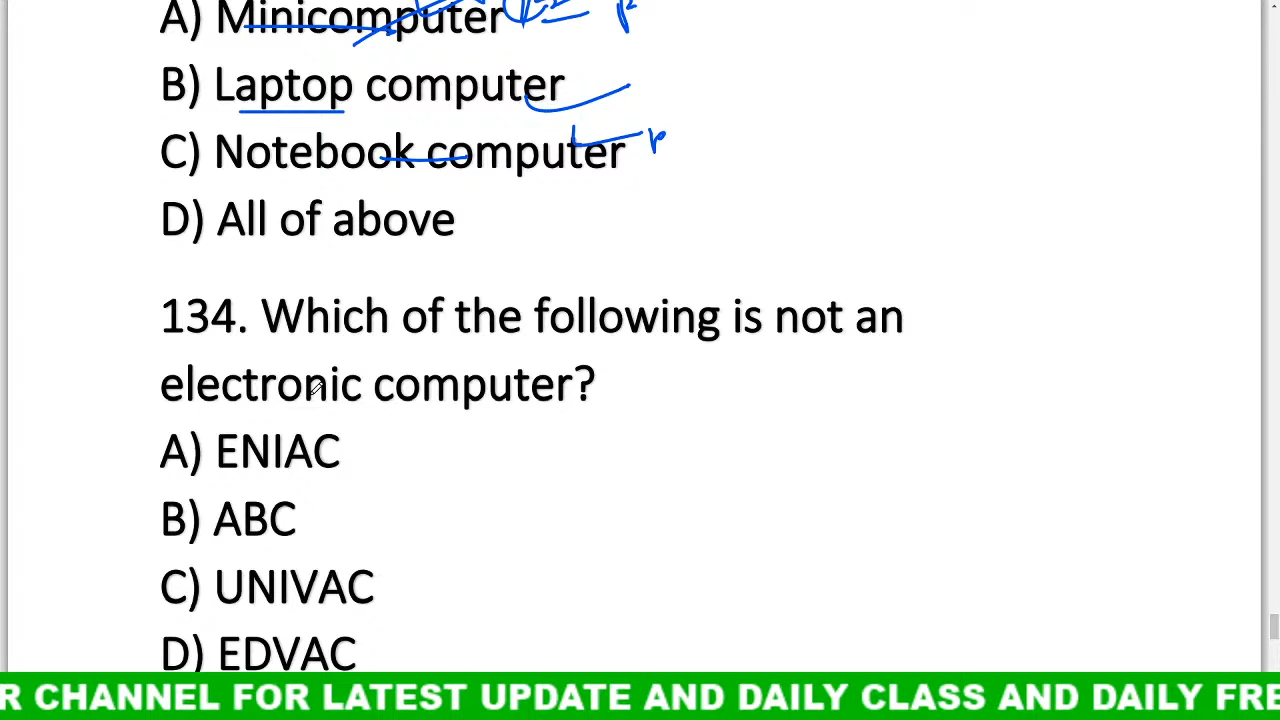 A) Minicomputer
B) Laptop computer
C) Notebook computer
D) All of above
134. Which of the following is not an
electronic computer?
A) ENIAC
B) ABC
C) UNIVAC
D) EDVAC
R CHANNEL FOR LATEST UPDATE AND DAILY CLASS AND DAILY FRE